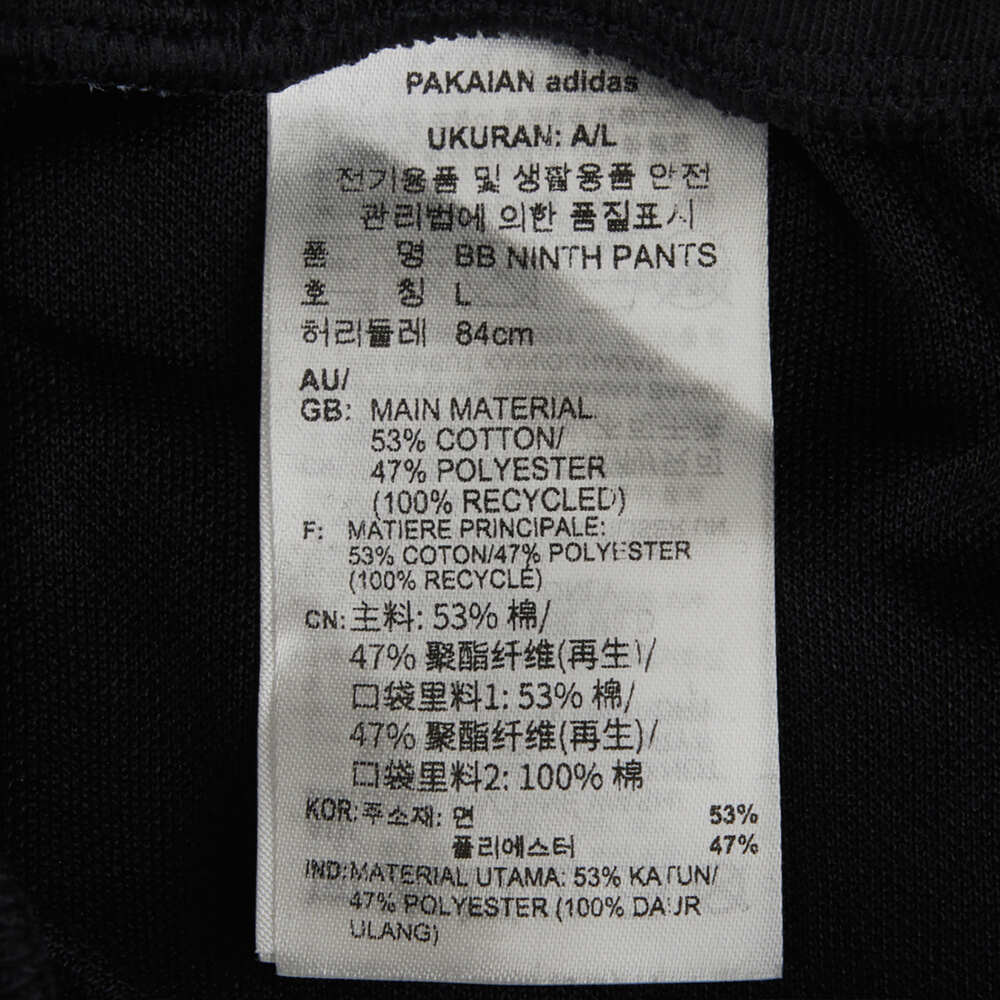 PAKAIAN adidas
UKURAN: A/L
전기용품 및 생활용품 안전
관리법에 의한 품질표시
품 명 BB NINTH PANTS
호 칭 L
허리둘레 84cm
AU/
GB: MAIN MATERIAL
53% COTTON/
47% POLYESTER
(100% RECYCLED)
F: MATIERE PRINCIPALE:
53% COTON/47% POLYESTER
(100% RECYCLÉ)
CN: 主料: 53% 棉/
47% 聚酯纤维(再生)/
口袋里料1: 53% 棉/
47% 聚酯纤维(再生)/
口袋里料2: 100% 棉
KOR: 주소재: 면 53%
폴리에스터 47%
IND: MATERIAL UTAMA: 53% KATUN/
47% POLYESTER (100% DAUR
ULANG)